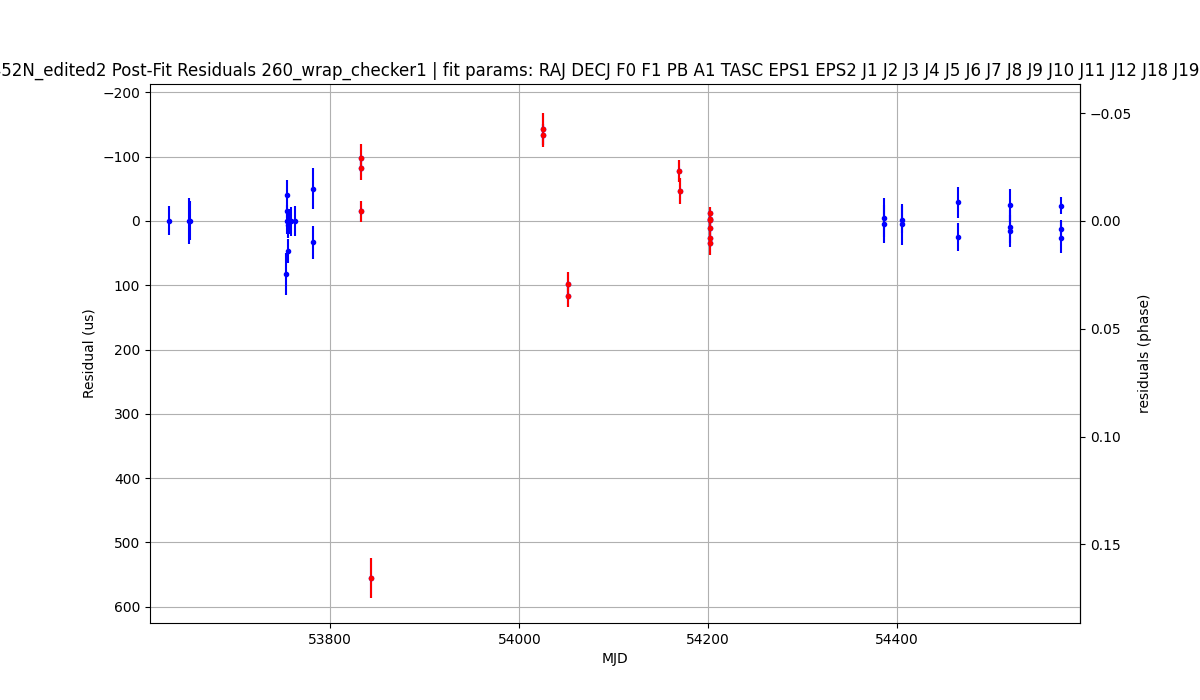 52N_edited2 Post-Fit Residuals 260_wrap_checker1 | fit params: RAJ DECJ F0 F1 PB A1 TASC EPS1 EPS2 J1 J2 J3 J4 J5 J6 J7 J8 J9 J10 J11 J12 J18 J19
−200
−100
0
100
200
300
400
500
600
Residual (us)
−0.05
0.00
0.05
0.10
0.15
residuals (phase)
53800 54000 54200 54400
MJD